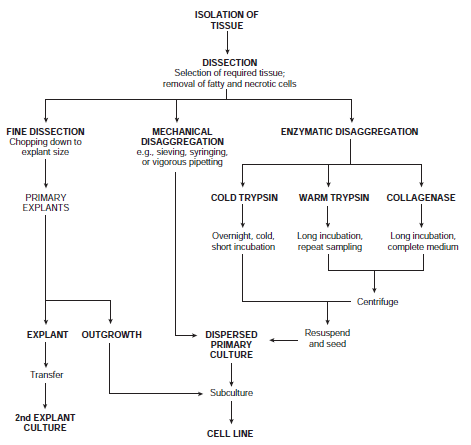 ISOLATION OF
TISSUE
DISSECTION
Selection of required tissue;
removal of fatty and necrotic cells
FINE DISSECTION
Chopping down to
explant size
MECHANICAL
DISAGGREGATION
e.g., sieving, syringing,
or vigorous pipetting
ENZYMATIC DISAGGREGATION
PRIMARY
EXPLANTS
COLD TRYPSIN
WARM TRYPSIN
COLLAGENASE
Overnight, cold,
short incubation
Long incubation,
repeat sampling
Long incubation,
complete medium
Centrifuge
EXPLANT
OUTGROWTH
DISPERSED
PRIMARY
CULTURE
Resuspend
and seed
Transfer
Subculture
2nd EXPLANT
CULTURE
CELL LINE